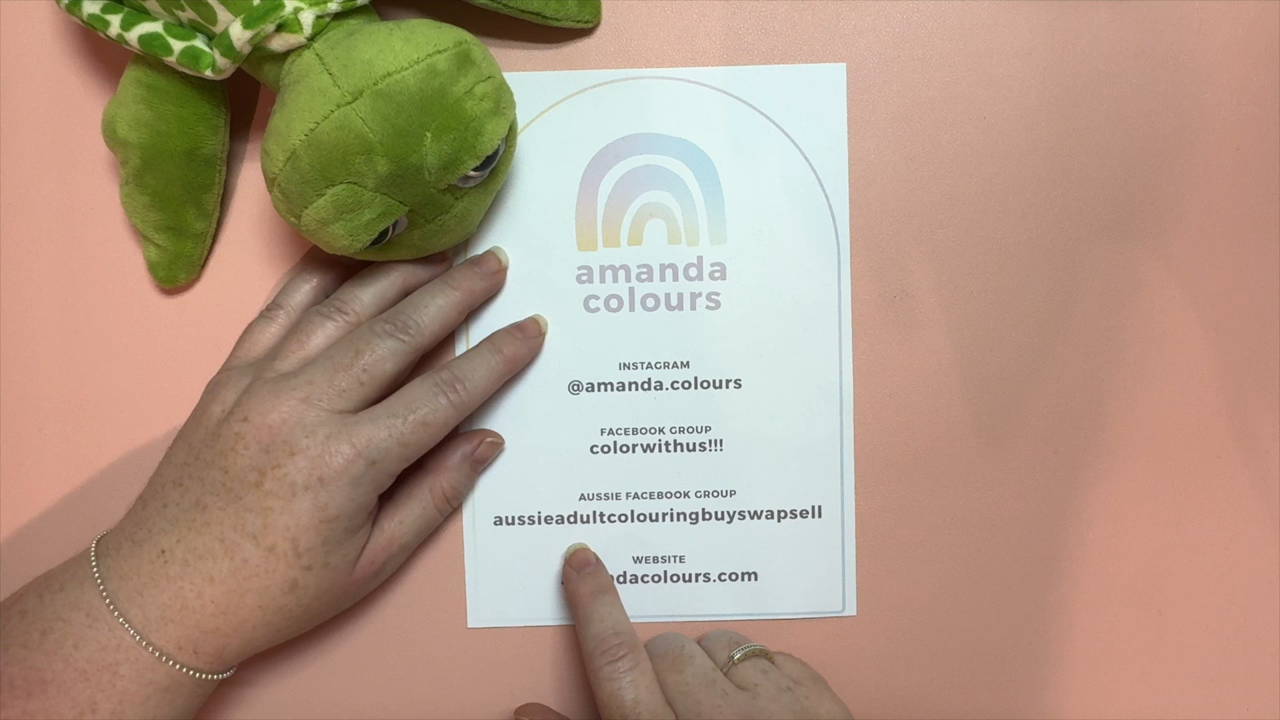 amanda
colours
INSTAGRAM
@amanda.colours
FACEBOOK GROUP
colorwithus!!!
AUSSIE FACEBOOK GROUP
aussieadultcolouringbuyswapsell
WEBSITE